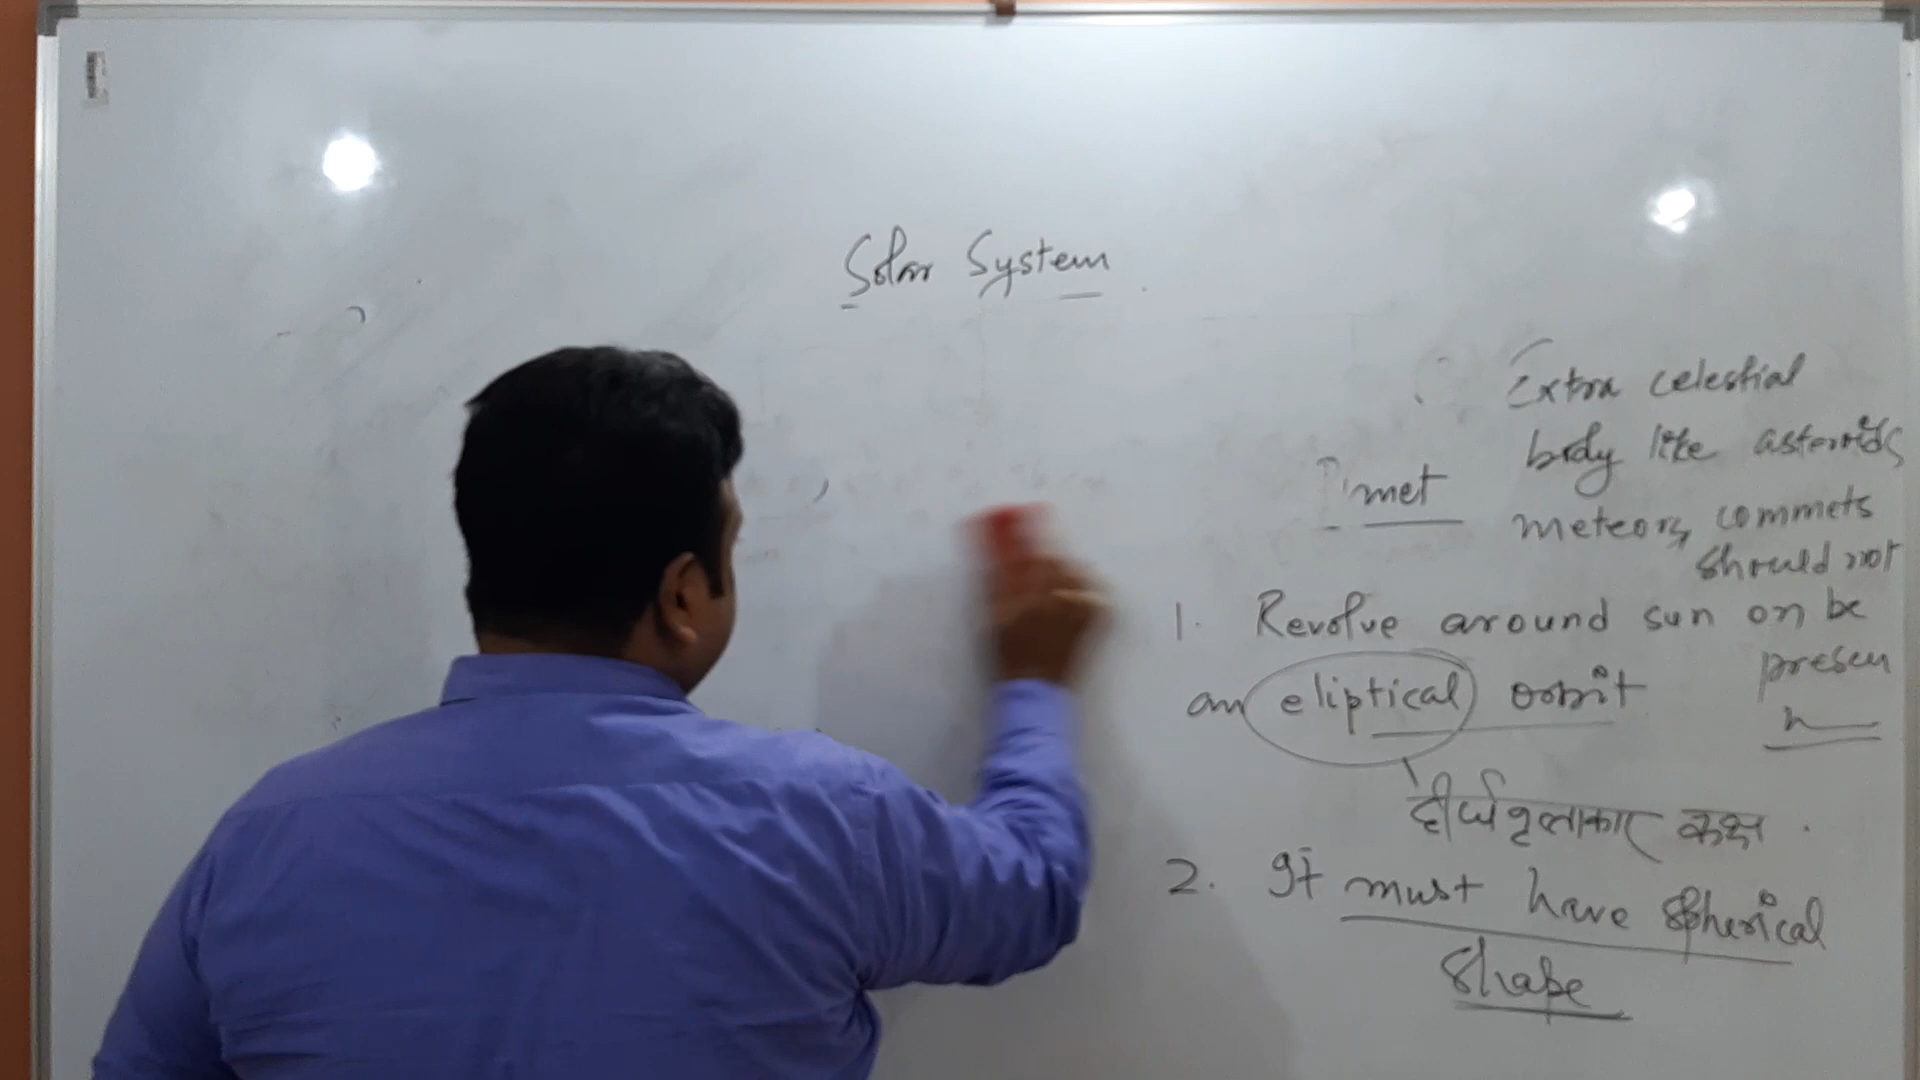 Solar System
Extra celestial
body like asteroids
met
meteors, commets
should not
1. Revolve around sun on be
an eliptical orbit
presen
दीर्घवृत्ताकार कक्ष
2. It must have spherical
shape